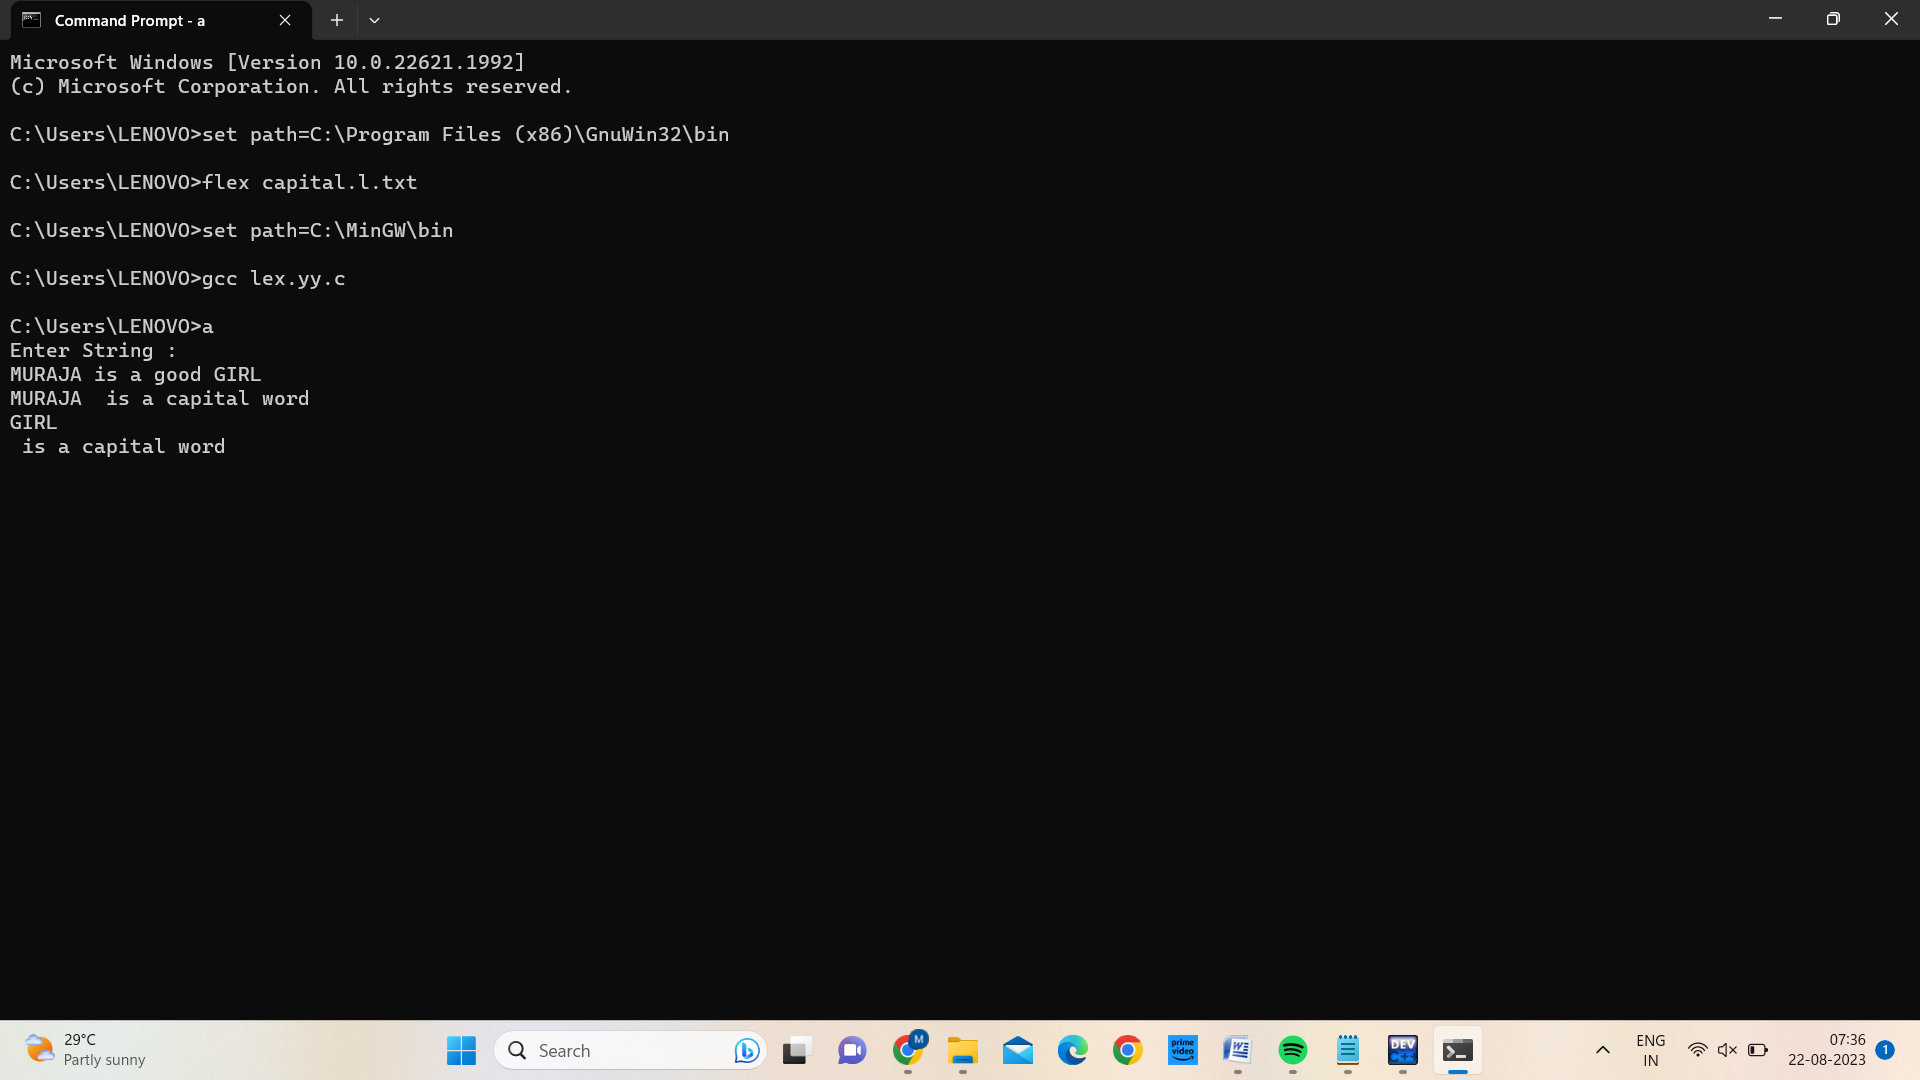 Command Prompt - a
Microsoft Windows [Version 10.0.22621.1992]
(c) Microsoft Corporation. All rights reserved.
C:\Users\LENOVO>set path=C:\Program Files (x86)\GnuWin32\bin
C:\Users\LENOVO>flex capital.l.txt
C:\Users\LENOVO>set path=C:\MinGW\bin
C:\Users\LENOVO>gcc lex.yy.c
C:\Users\LENOVO>a
Enter String :
MURAJA is a good GIRL
MURAJA  is a capital word
GIRL
 is a capital word
29°C
Partly sunny
Search
M
prime video
W
DEV C++
ENG
IN
07:36
22-08-2023
1